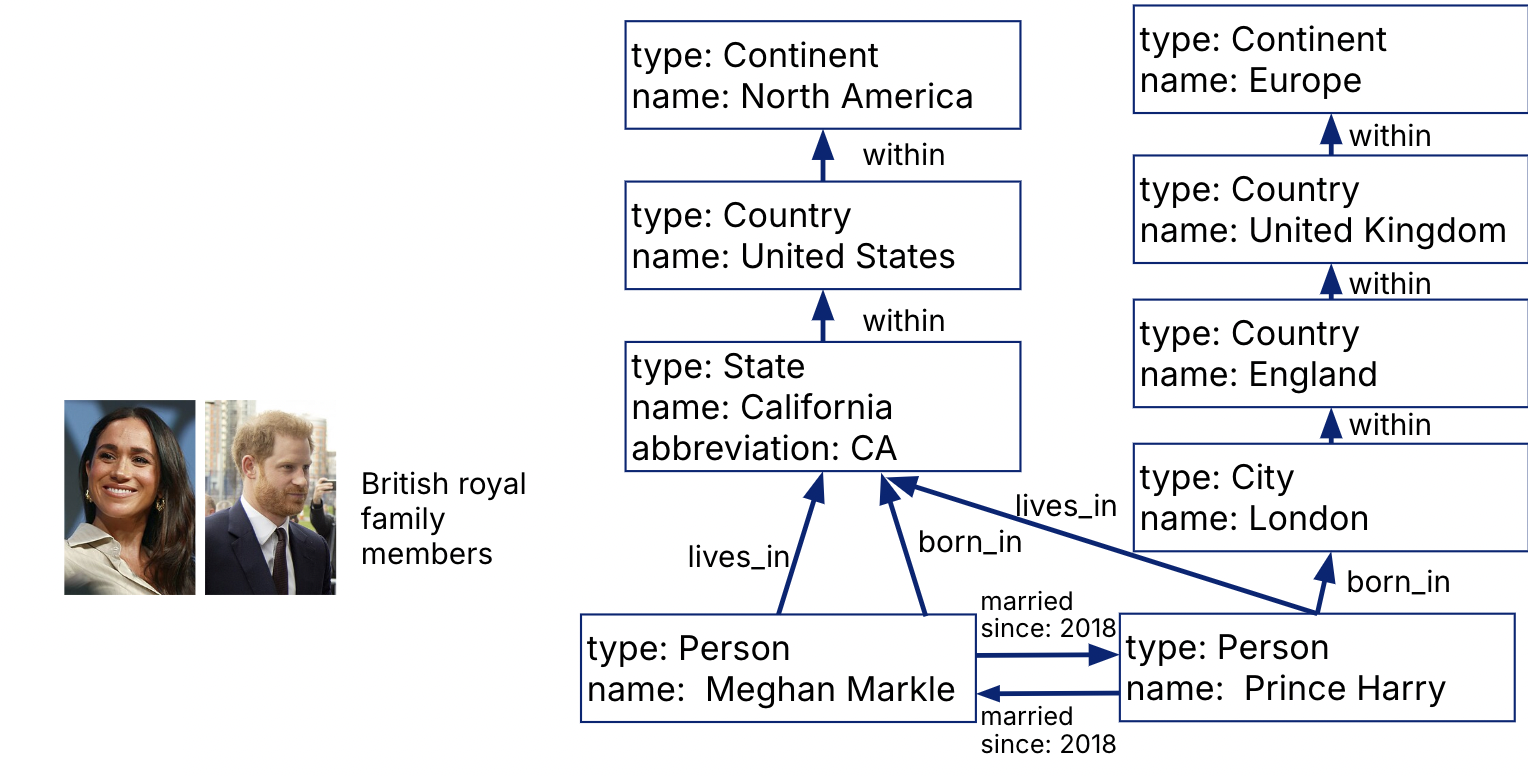 type: Continent
name: North America
within
type: Country
name: United States
within
type: State
name: California
abbreviation: CA
type: Continent
name: Europe
within
type: Country
name: United Kingdom
within
type: Country
name: England
within
type: City
name: London
British royal
family
members
lives_in
born_in
lives_in
born_in
married
since: 2018
type: Person
name: Meghan Markle
type: Person
name: Prince Harry
married
since: 2018